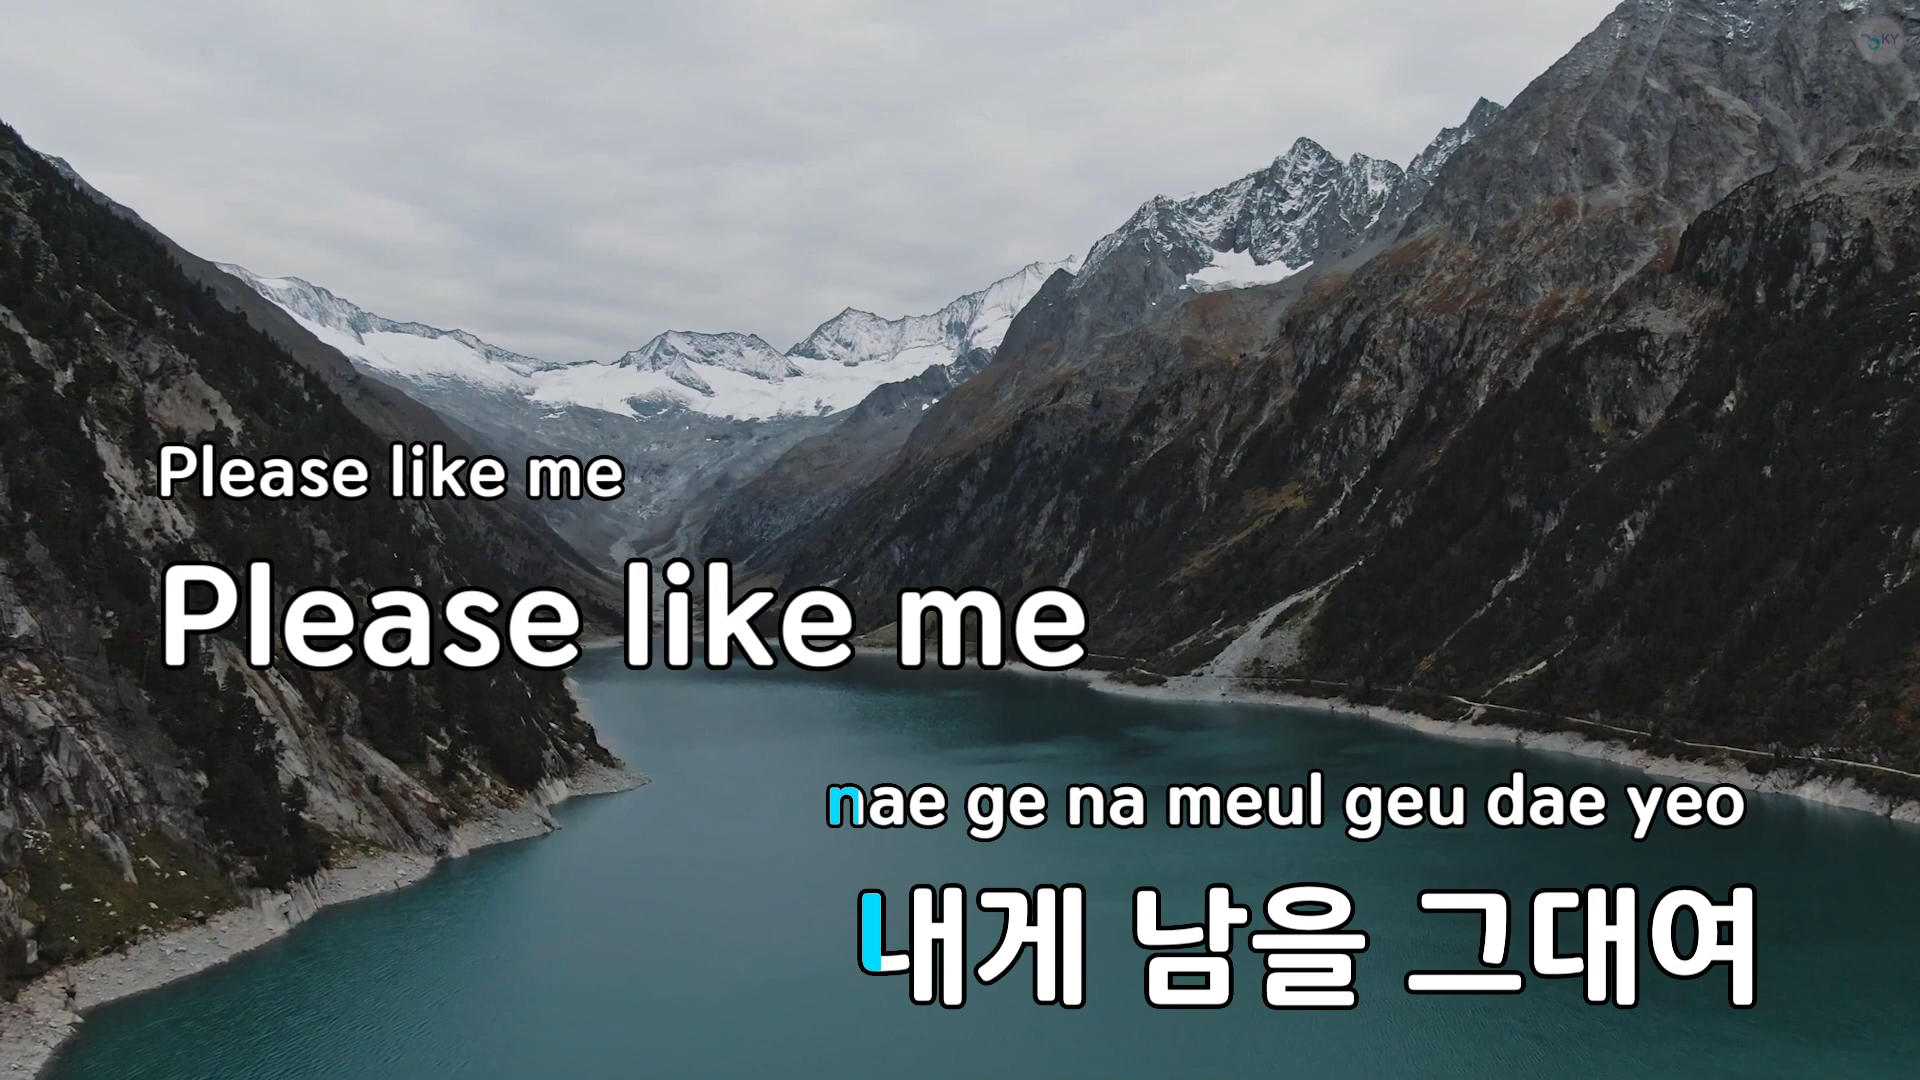 KY
Please like me
Please like me
nae ge na meul geu dae yeo
내게 남을 그대여